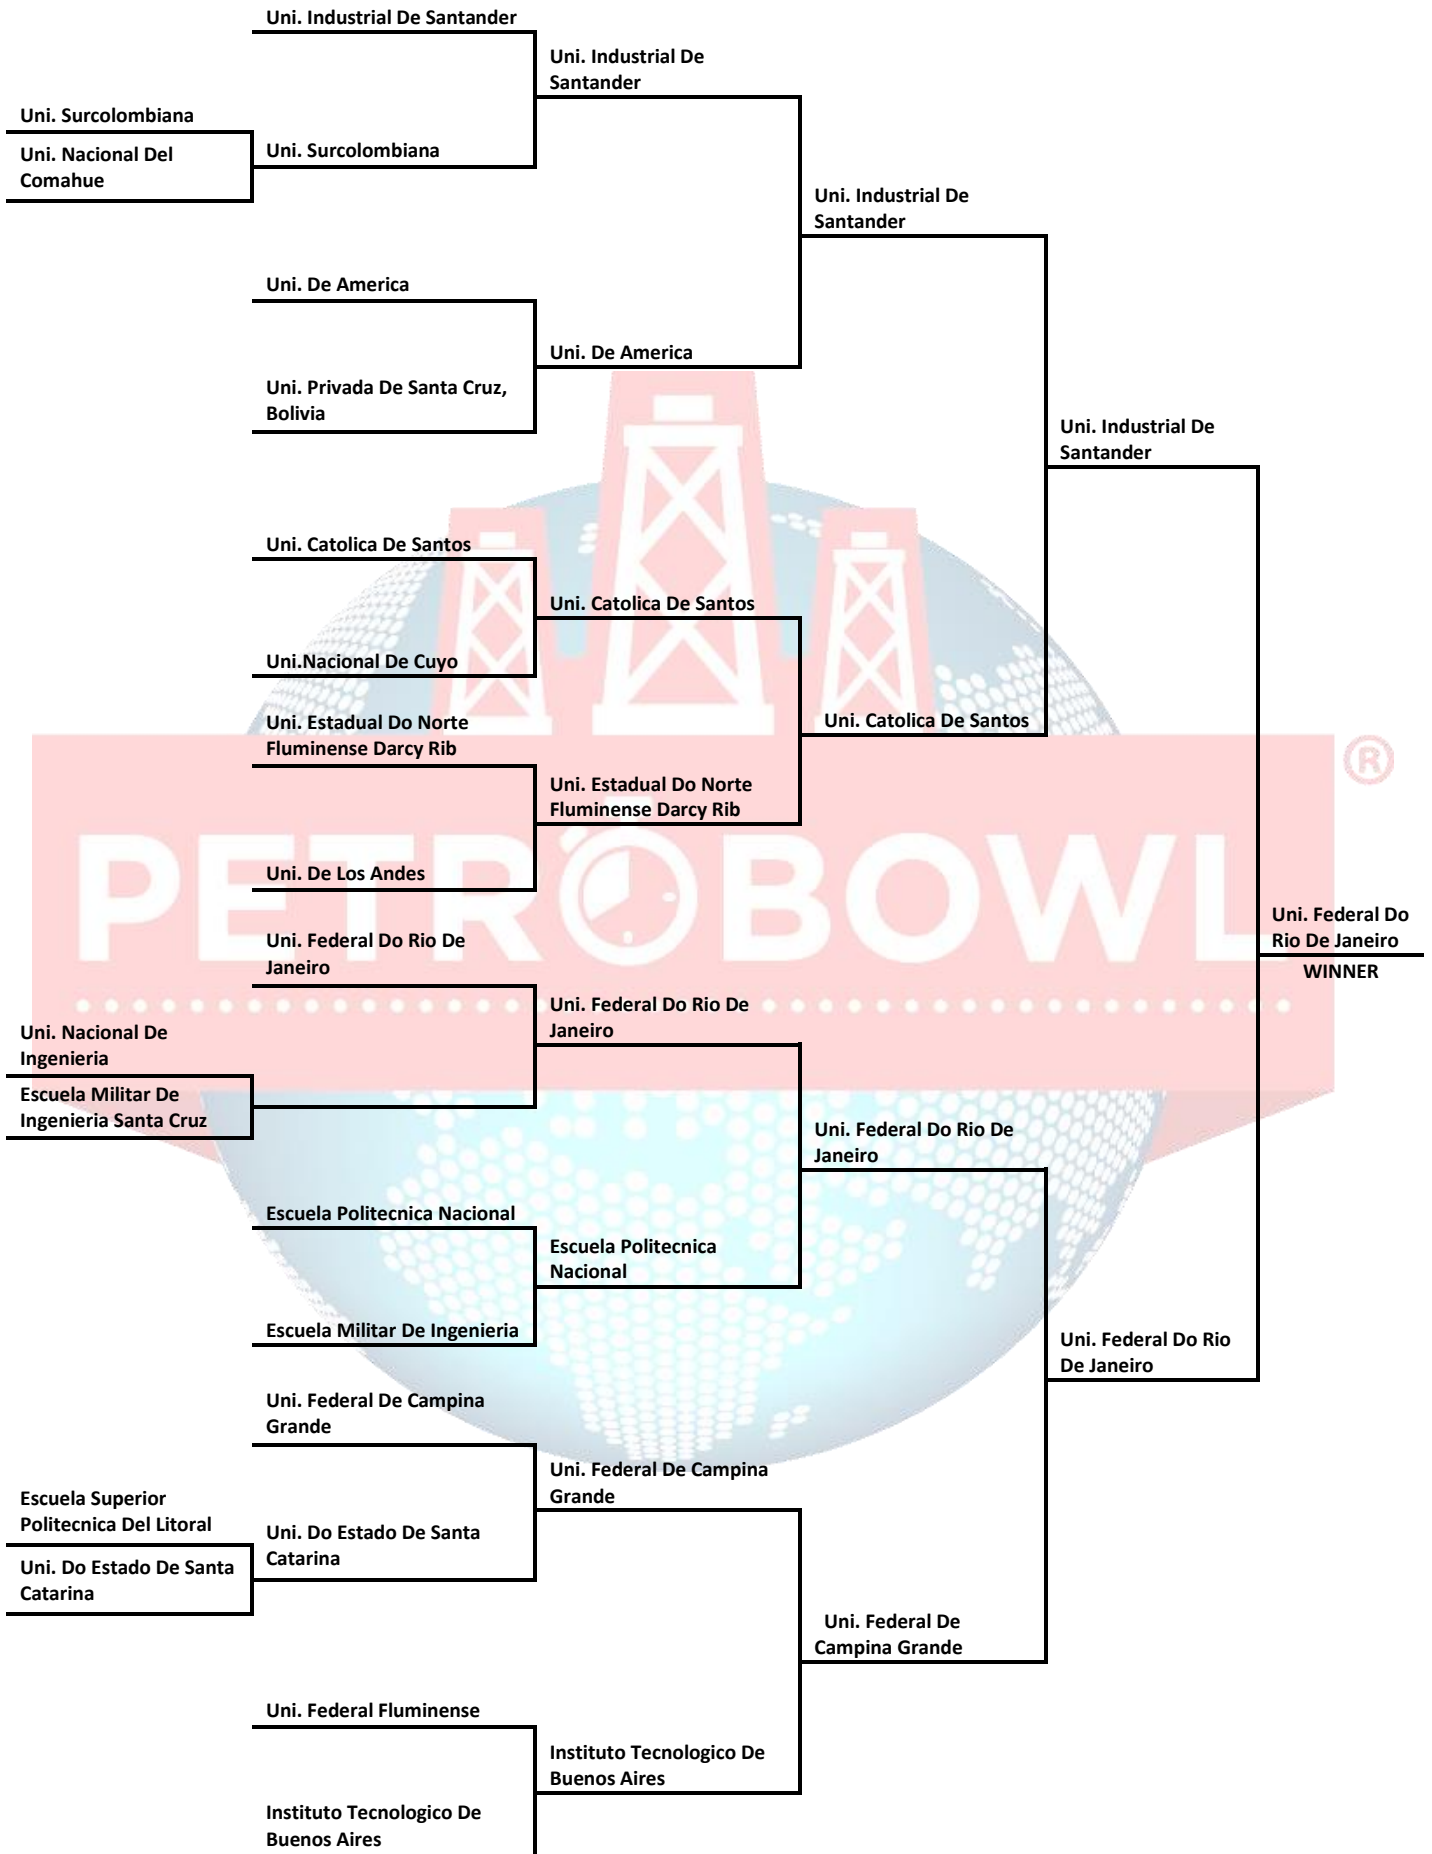 Uni. Industrial De Santander
Uni. Industrial De
Santander
Uni. Surcolombiana
Uni. Nacional Del
Comahue
Uni. Surcolombiana
Uni. Industrial De
Santander
Uni. De America
Uni. De America
Uni. Privada De Santa Cruz,
Bolivia
Uni. Industrial De
Santander
Uni. Catolica De Santos
Uni. Catolica De Santos
Uni.Nacional De Cuyo
Uni. Estadual Do Norte
Fluminense Darcy Rib
Uni. Catolica De Santos
Uni. Estadual Do Norte
Fluminense Darcy Rib
®
PETROBOWL
Uni. De Los Andes
Uni. Federal Do
Rio De Janeiro
WINNER
Uni. Federal Do Rio De
Janeiro
Uni. Federal Do Rio De
Janeiro
Uni. Nacional De
Ingenieria
Escuela Militar De
Ingenieria Santa Cruz
Uni. Federal Do Rio De
Janeiro
Escuela Politecnica Nacional
Escuela Politecnica
Nacional
Escuela Militar De Ingenieria
Uni. Federal Do Rio
De Janeiro
Uni. Federal De Campina
Grande
Uni. Federal De Campina
Grande
Escuela Superior
Politecnica Del Litoral
Uni. Do Estado De Santa
Catarina
Uni. Do Estado De Santa
Catarina
Uni. Federal De
Campina Grande
Uni. Federal Fluminense
Instituto Tecnologico De
Buenos Aires
Instituto Tecnologico De
Buenos Aires